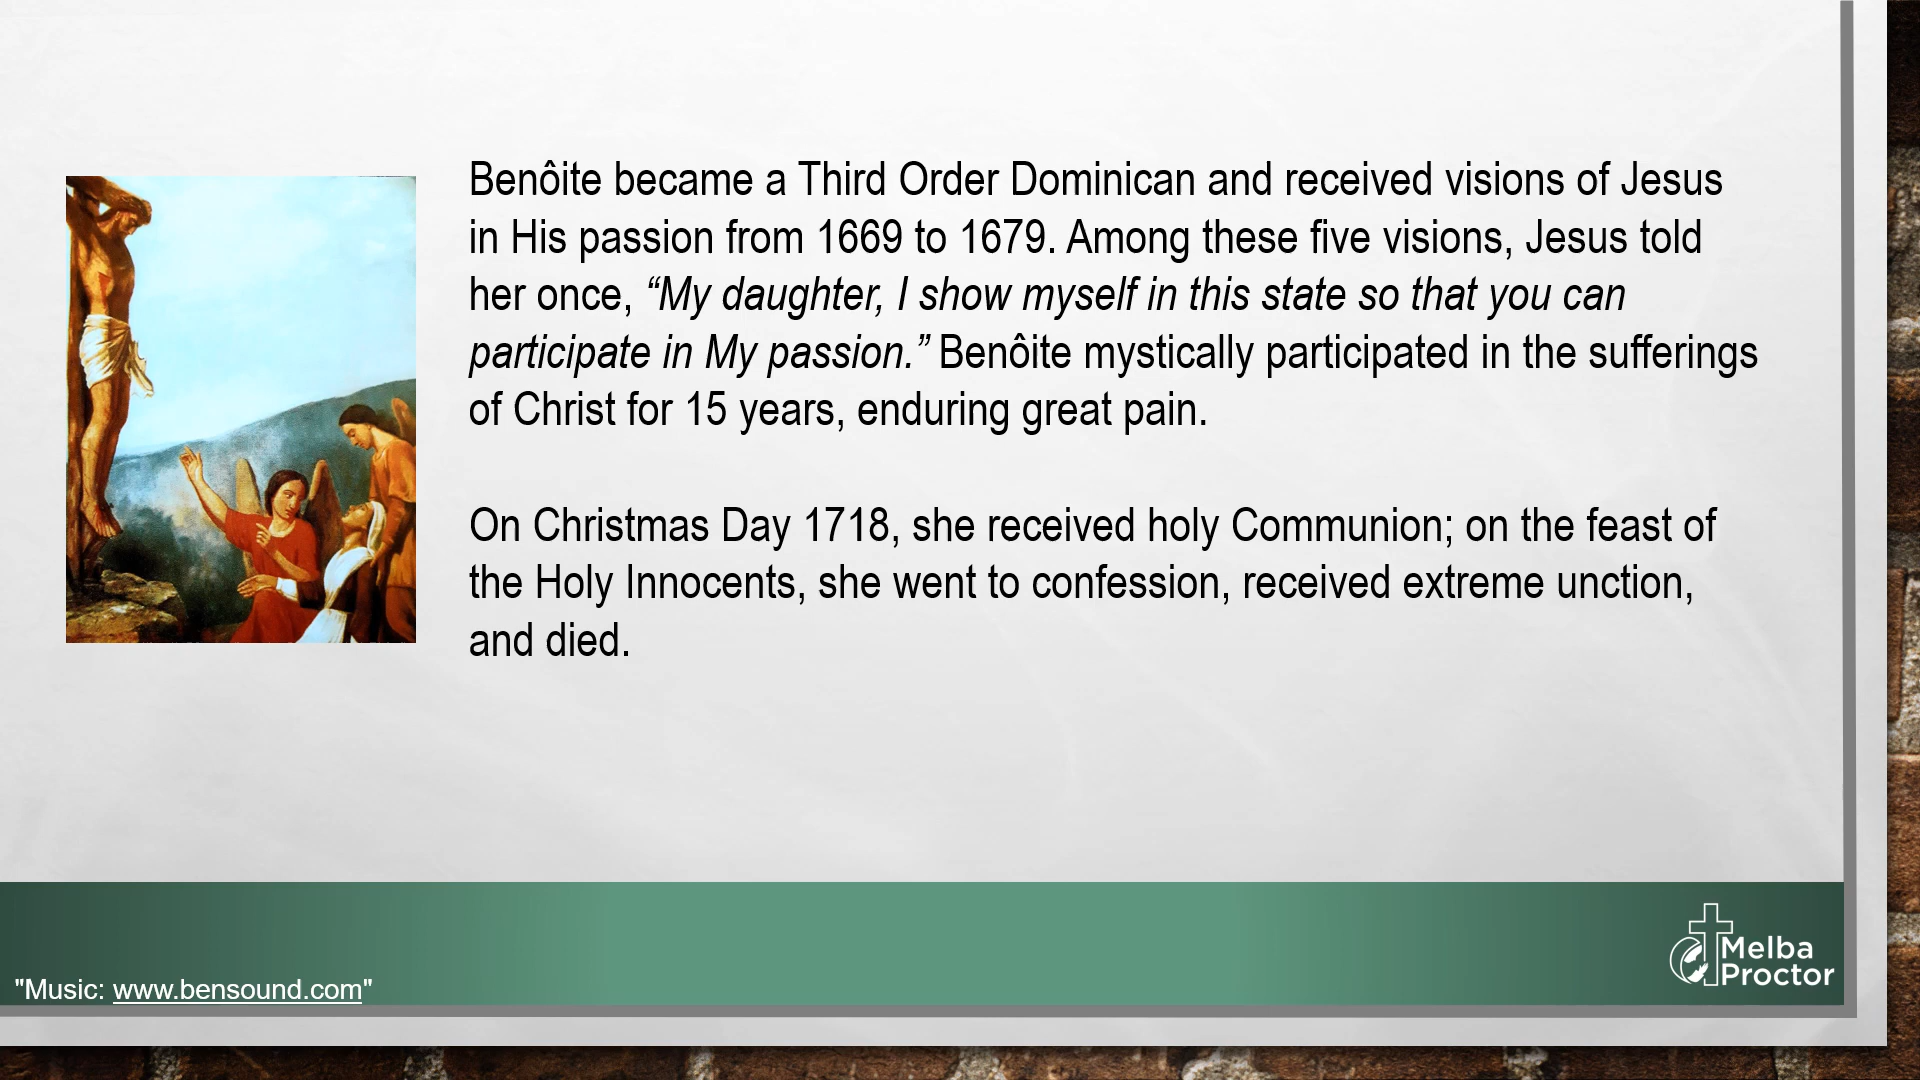 Benôite became a Third Order Dominican and received visions of Jesus
in His passion from 1669 to 1679. Among these five visions, Jesus told
her once, “My daughter, I show myself in this state so that you can
participate in My passion.” Benôite mystically participated in the sufferings
of Christ for 15 years, enduring great pain.
On Christmas Day 1718, she received holy Communion; on the feast of
the Holy Innocents, she went to confession, received extreme unction,
and died.
"Music: www.bensound.com"
Melba
Proctor